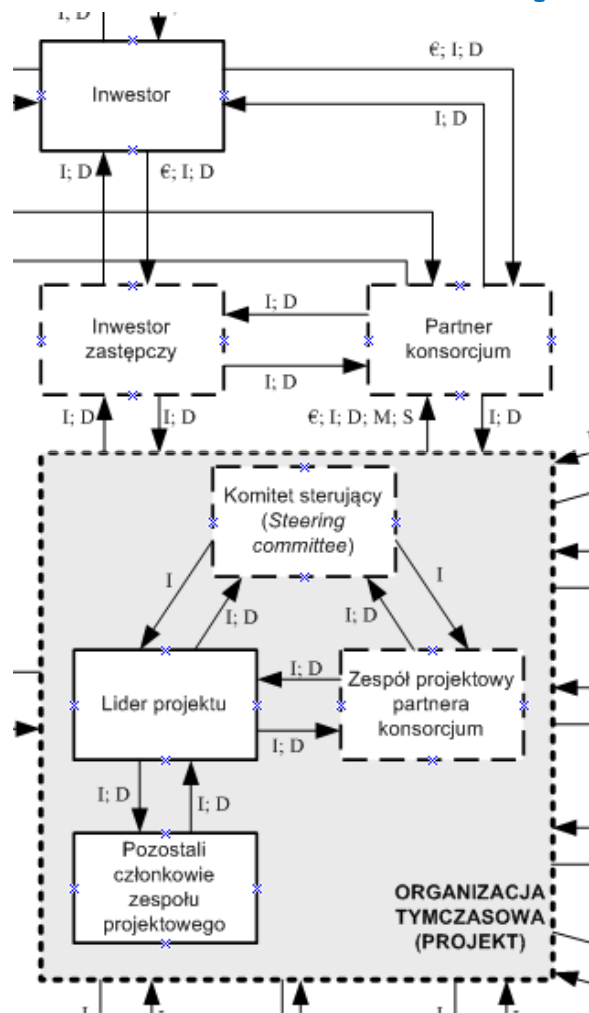 I; D
Inwestor
€; I; D
I; D
I; D
€; I; D
Inwestor
zastępczy
I; D
Partner
konsorcjum
I; D
I; D
I; D
€; I; D; M; S
I; D
Komitet sterujący
(Steering
committee)
I
I
I; D
I; D
Lider projektu
I; D
Zespół projektowy
partnera
konsorcjum
I; D
I; D
I; D
Pozostali
członkowie
zespołu
projektowego
ORGANIZACJA
TYMCZASOWA
(PROJEKT)